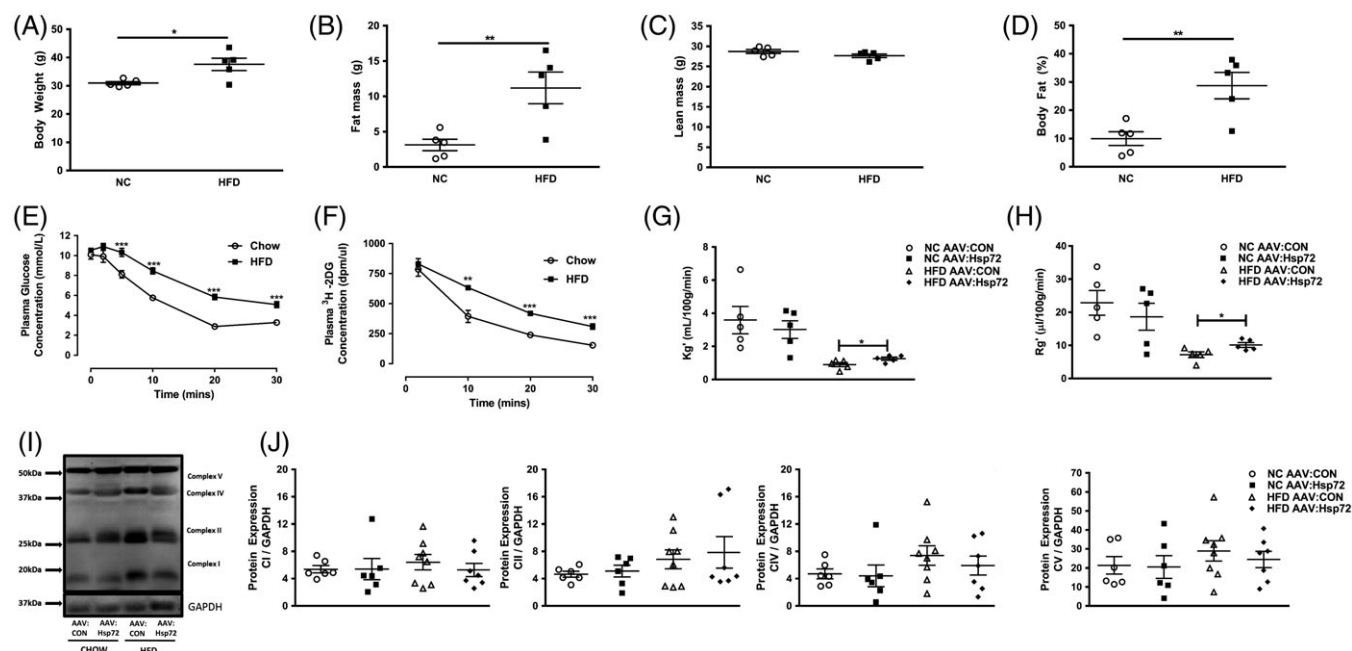 (A)
*
Body Weight (g)
50
40
30
20
10
0
NC
HFD
(B)
**
Fat mass (g)
20
15
10
5
0
NC
HFD
(C)
Lean mass (g)
35
30
25
20
15
10
5
0
NC
HFD
(D)
**
Body Fat (%)
50
40
30
20
10
0
NC
HFD
(E)
Plasma Glucose
Concentration (mmol/L)
12
10
8
6
4
2
0
***
***
***
***
Chow
HFD
0
10
20
30
Time (mins)
(F)
Plasma ³H -2DG
Concentration (dpm/ul)
1000
750
500
250
0
**
***
***
Chow
HFD
0
10
20
30
Time (mins)
(G)
Kg' (mL/100g/min)
8
6
4
2
0
*
NC AAV:CON
NC AAV:Hsp72
HFD AAV:CON
HFD AAV:Hsp72
(H)
Rg' (µl/100g/min)
40
30
20
10
0
*
NC AAV:CON
NC AAV:Hsp72
HFD AAV:CON
HFD AAV:Hsp72
(I)
50kDa
37kDa
25kDa
20kDa
37kDa
Complex V
Complex IV
Complex II
Complex I
GAPDH
AAV: AAV: AAV: AAV:
CON Hsp72 CON Hsp72
CHOW HFD
(J)
Protein Expression
CI / GAPDH
20
16
12
8
4
0
Protein Expression
CII / GAPDH
20
16
12
8
4
0
Protein Expression
CIV / GAPDH
20
16
12
8
4
0
Protein Expression
CV / GAPDH
70
60
50
40
30
20
10
0
NC AAV:CON
NC AAV:Hsp72
HFD AAV:CON
HFD AAV:Hsp72